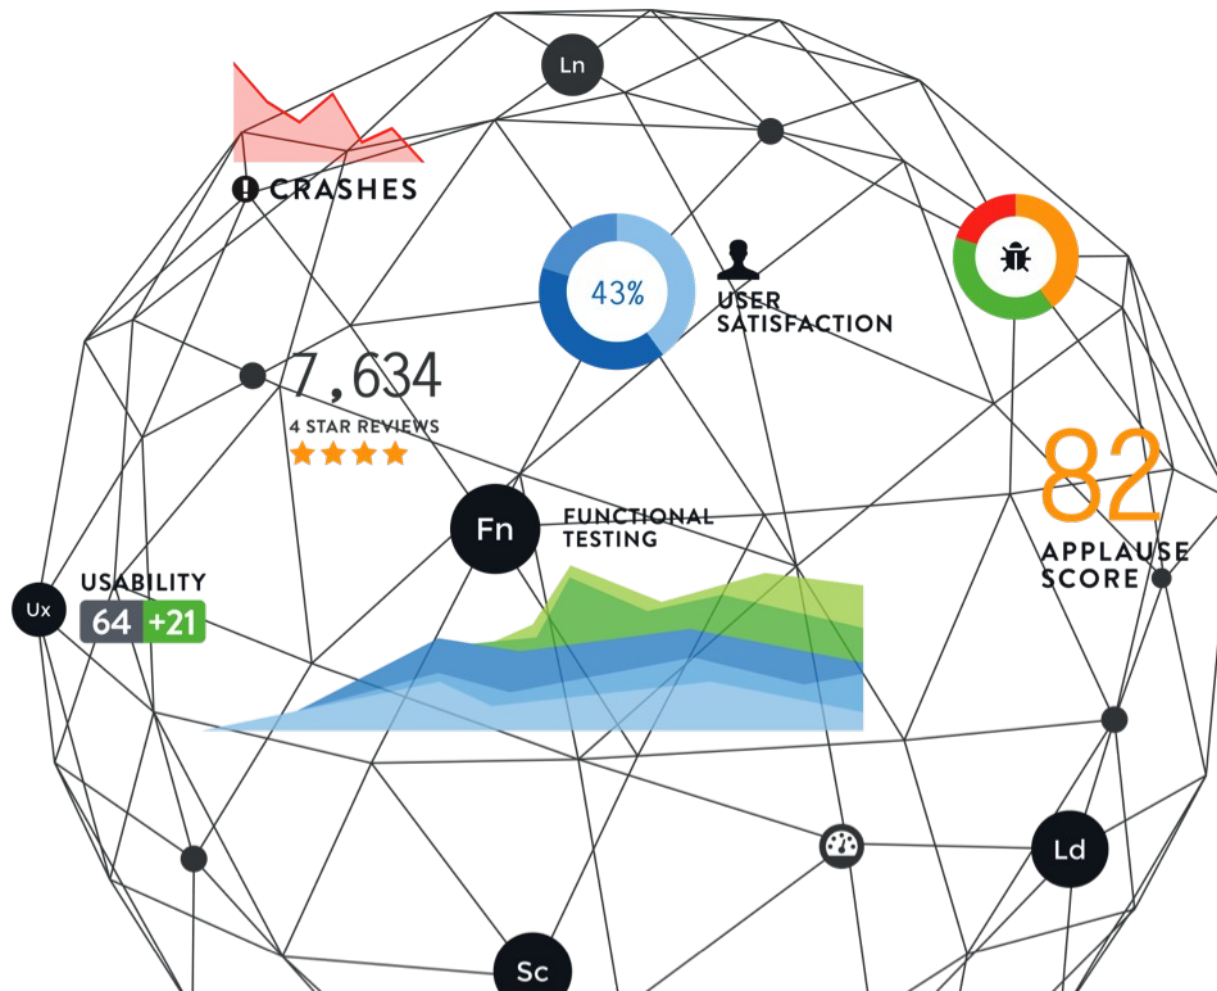 Ln
CRASHES
43%
USER
SATISFACTION
7,634
4 STAR REVIEWS
82
APPLAUSE
SCORE
Fn
FUNCTIONAL
TESTING
Ux
USABILITY
64 +21
Ld
Sc